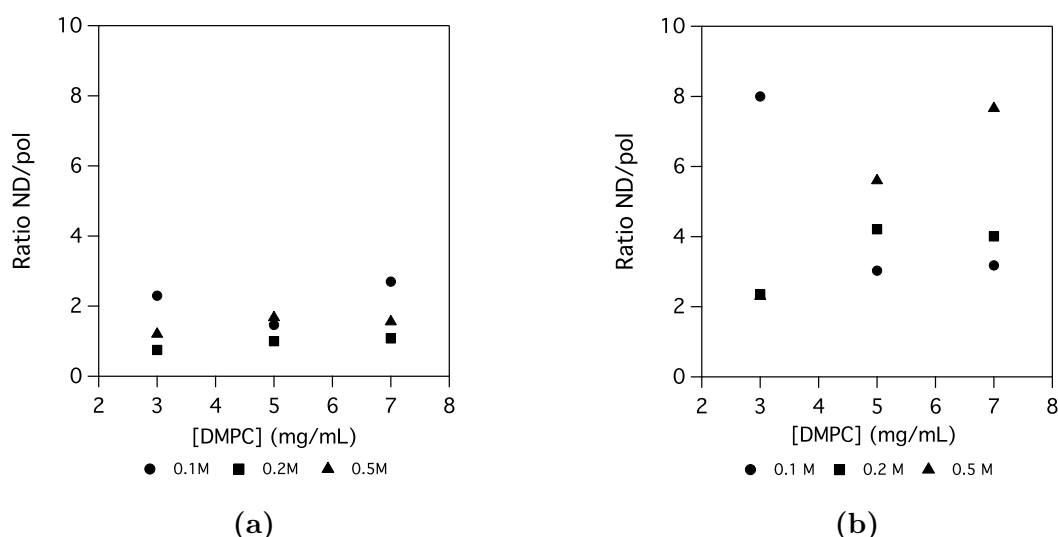 10
8
6
4
2
0
Ratio ND/pol
2 3 4 5 6 7 8
[DMPC] (mg/mL)
0.1M 0.2M 0.5M
(a)
10
8
6
4
2
0
Ratio ND/pol
2 3 4 5 6 7 8
[DMPC] (mg/mL)
0.1 M 0.2 M 0.5 M
(b)